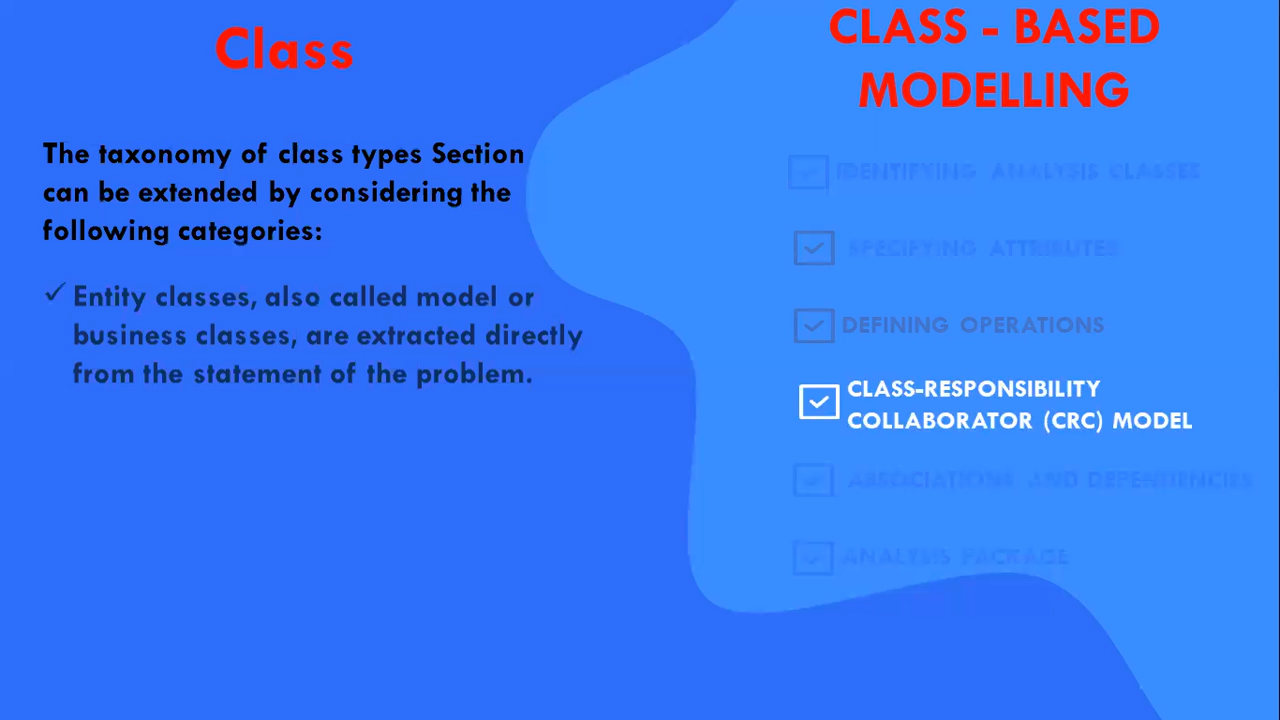 Class
The taxonomy of class types Section
can be extended by considering the
following categories:
✓ Entity classes, also called model or
business classes, are extracted directly
from the statement of the problem.
CLASS - BASED
MODELLING
IDENTIFYING ANALYSIS CLASSES
SPECIFYING ATTRIBUTES
DEFINING OPERATIONS
CLASS-RESPONSIBILITY
COLLABORATOR (CRC) MODEL
ASSOCIATIONS AND DEPENDENCIES
ANALYSIS PACKAGE